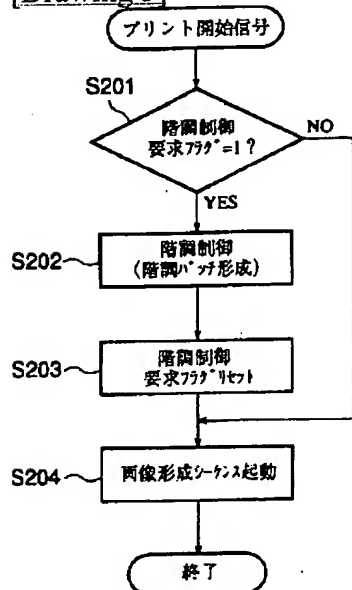 プリント開始信号
S201
階調制御
要求フラグ=1?
NO
YES
S202
階調制御
(階調パッチ形成)
S203
階調制御
要求フラグリセット
S204
画像形成シーケンス起動
終了